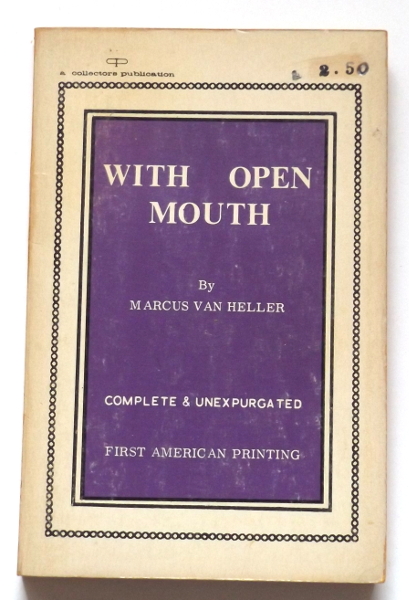 a collectors publication
2.50
WITH OPEN
MOUTH
By
MARCUS VAN HELLER
COMPLETE & UNEXPURGATED
FIRST AMERICAN PRINTING